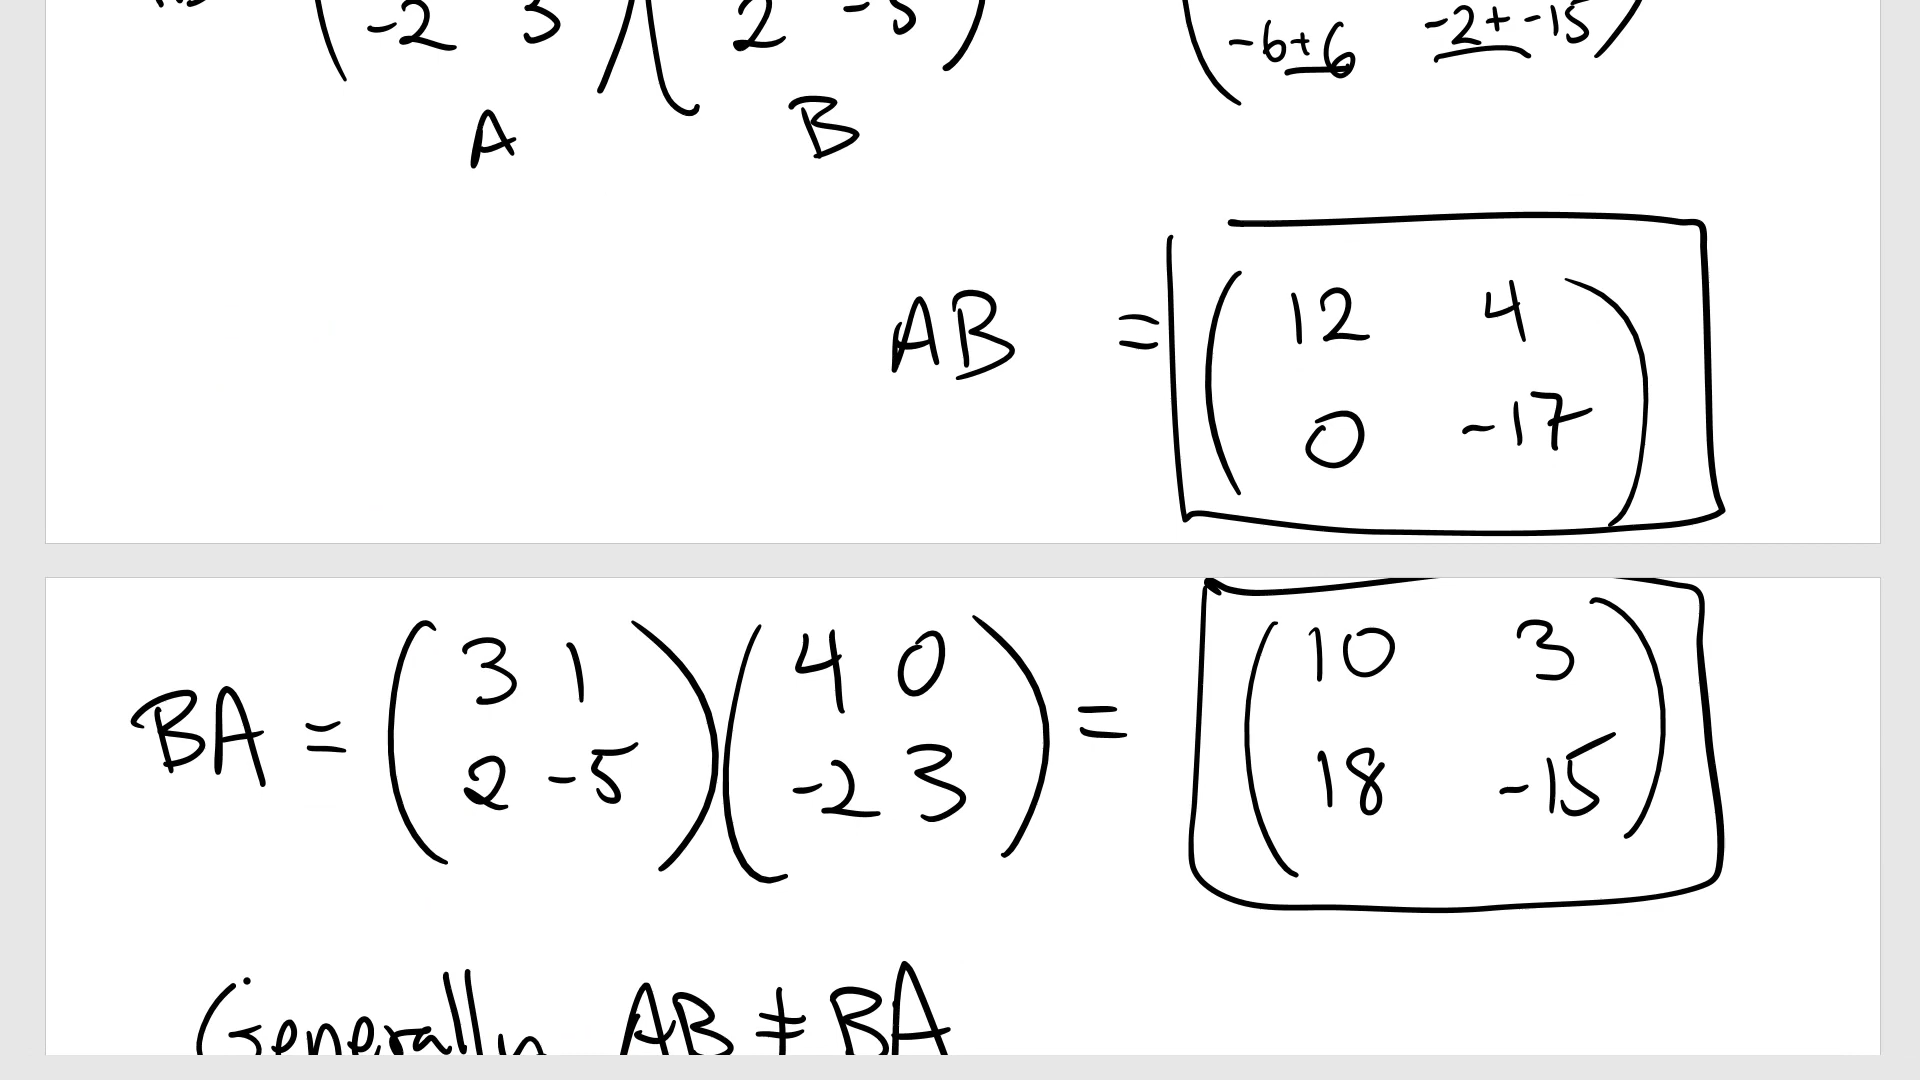 -2 3 2 -5 -6+6 -2+-15
A B
AB = 12 4
0 -17
BA = 3 1 4 0 = 10 3
2 -5 -2 3 18 -15
Generally AB ≠ BA